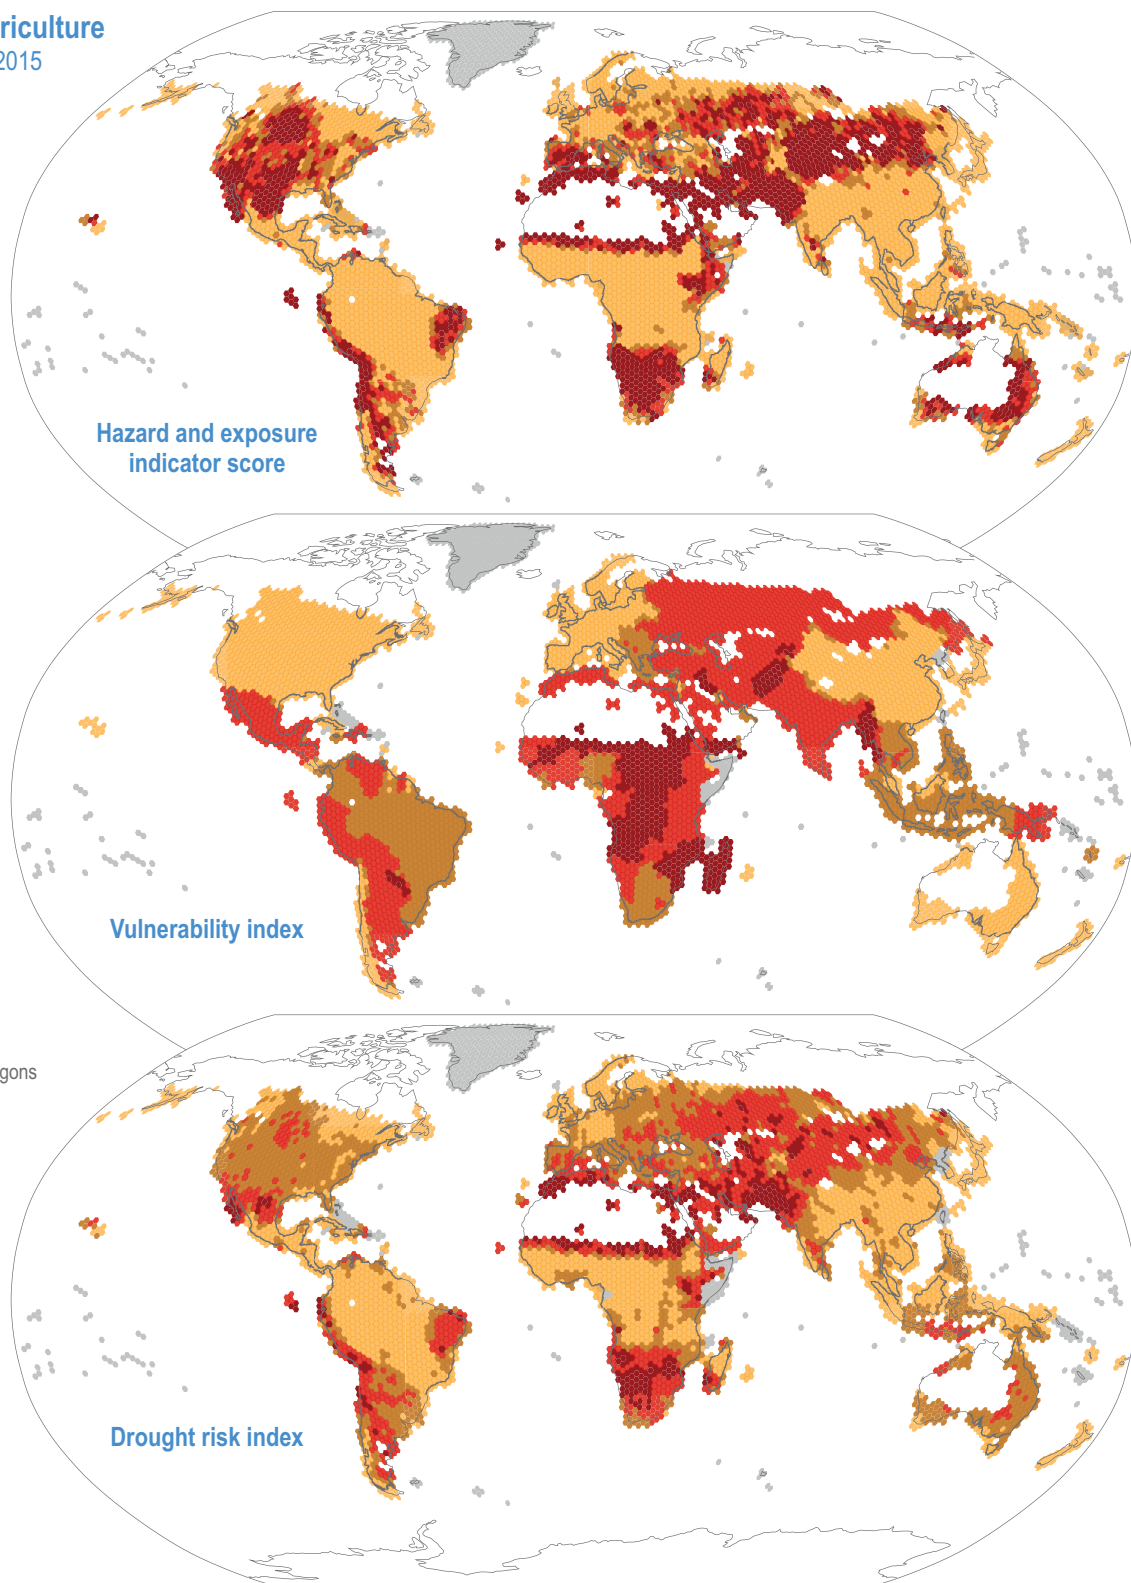 riculture
2015
Hazard and exposure
indicator score
Vulnerability index
gons
Drought risk index